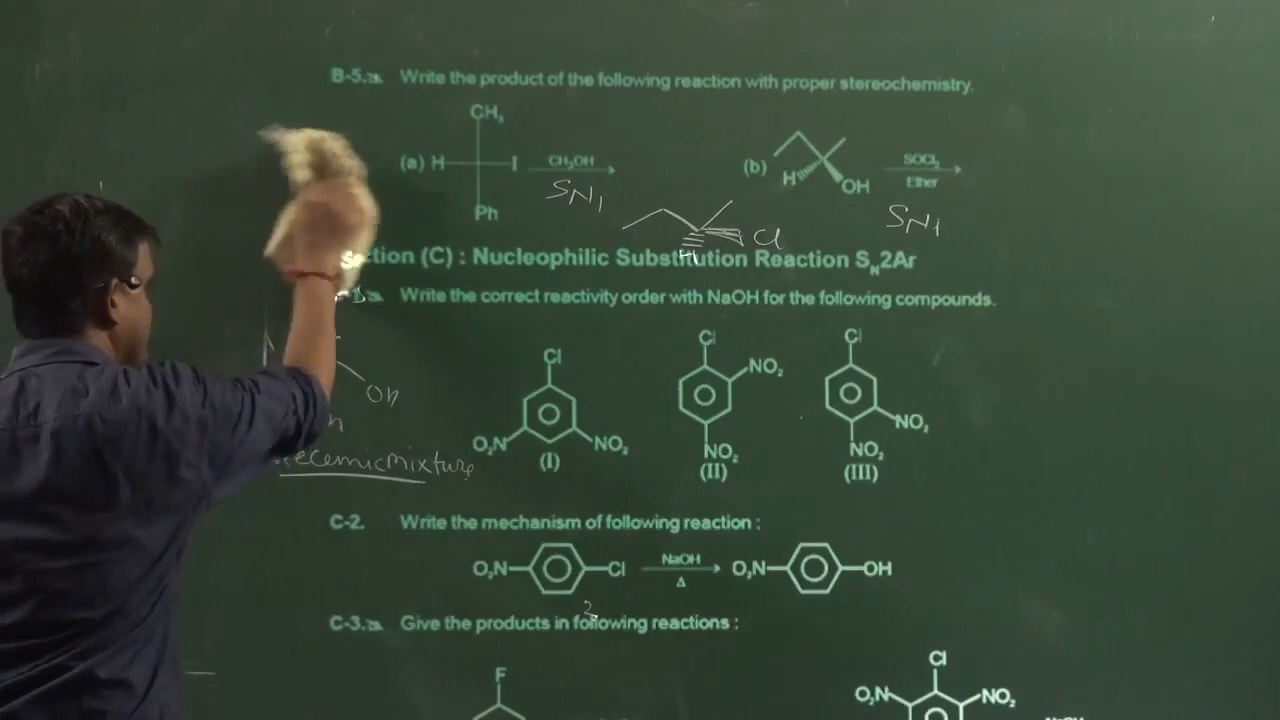 B-5. Write the product of the following reaction with proper stereochemistry.
CH₃
(a) H I CH₃OH
Ph
SN1
(b) H OH SOCl₂
Ether
SN1
Cl
H
ction (C) : Nucleophilic Substitution Reaction SN2Ar
Write the correct reactivity order with NaOH for the following compounds.
Cl Cl Cl
NO₂
O₂N NO₂ NO₂ NO₂
(I) (II) (III)
OH
h
ecemic mixture
C-2. Write the mechanism of following reaction :
O₂N Cl NaOH O₂N OH
Δ
2
C-3. Give the products in following reactions :
F Cl
O₂N NO₂